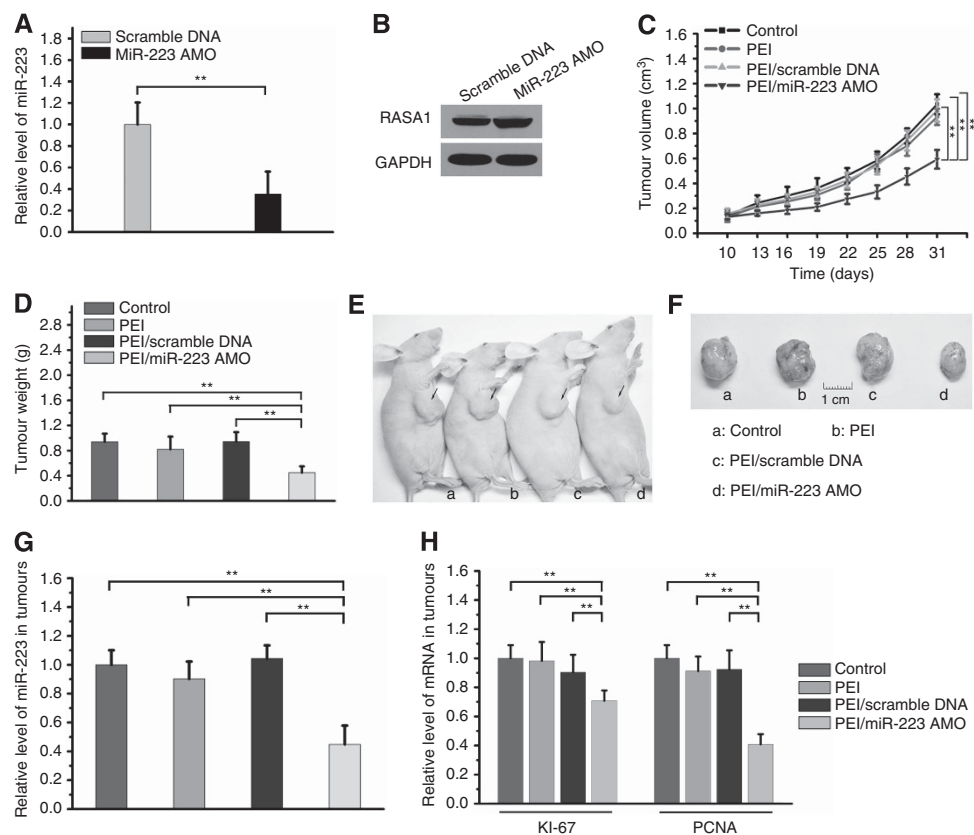 A
Relative level of miR-223
1.8
1.6
1.4
1.2
1.0
0.8
0.6
0.4
0.2
0.0
Scramble DNA
MiR-223 AMO
**
B
Scramble DNA
MiR-223 AMO
RASA1
GAPDH
C
Tumour volume (cm3)
1.6
1.4
1.2
1.0
0.8
0.6
0.4
0.2
0.0
Control
PEI
PEI/scramble DNA
PEI/miR-223 AMO
**
**
**
10 13 16 19 22 25 28 31
Time (days)
D
Tumour weight (g)
2.8
2.4
2.0
1.6
1.2
0.8
0.4
0.0
Control
PEI
PEI/scramble DNA
PEI/miR-223 AMO
**
**
**
E
a b c d
F
a b c d
1 cm
a: Control b: PEI
c: PEI/scramble DNA
d: PEI/miR-223 AMO
G
Relative level of miR-223 in tumours
1.6
1.4
1.2
1.0
0.8
0.6
0.4
0.2
0.0
**
**
**
H
Relative level of mRNA in tumours
1.6
1.4
1.2
1.0
0.8
0.6
0.4
0.2
0.0
**
**
**
**
**
**
KI-67 PCNA
Control
PEI
PEI/scramble DNA
PEI/miR-223 AMO